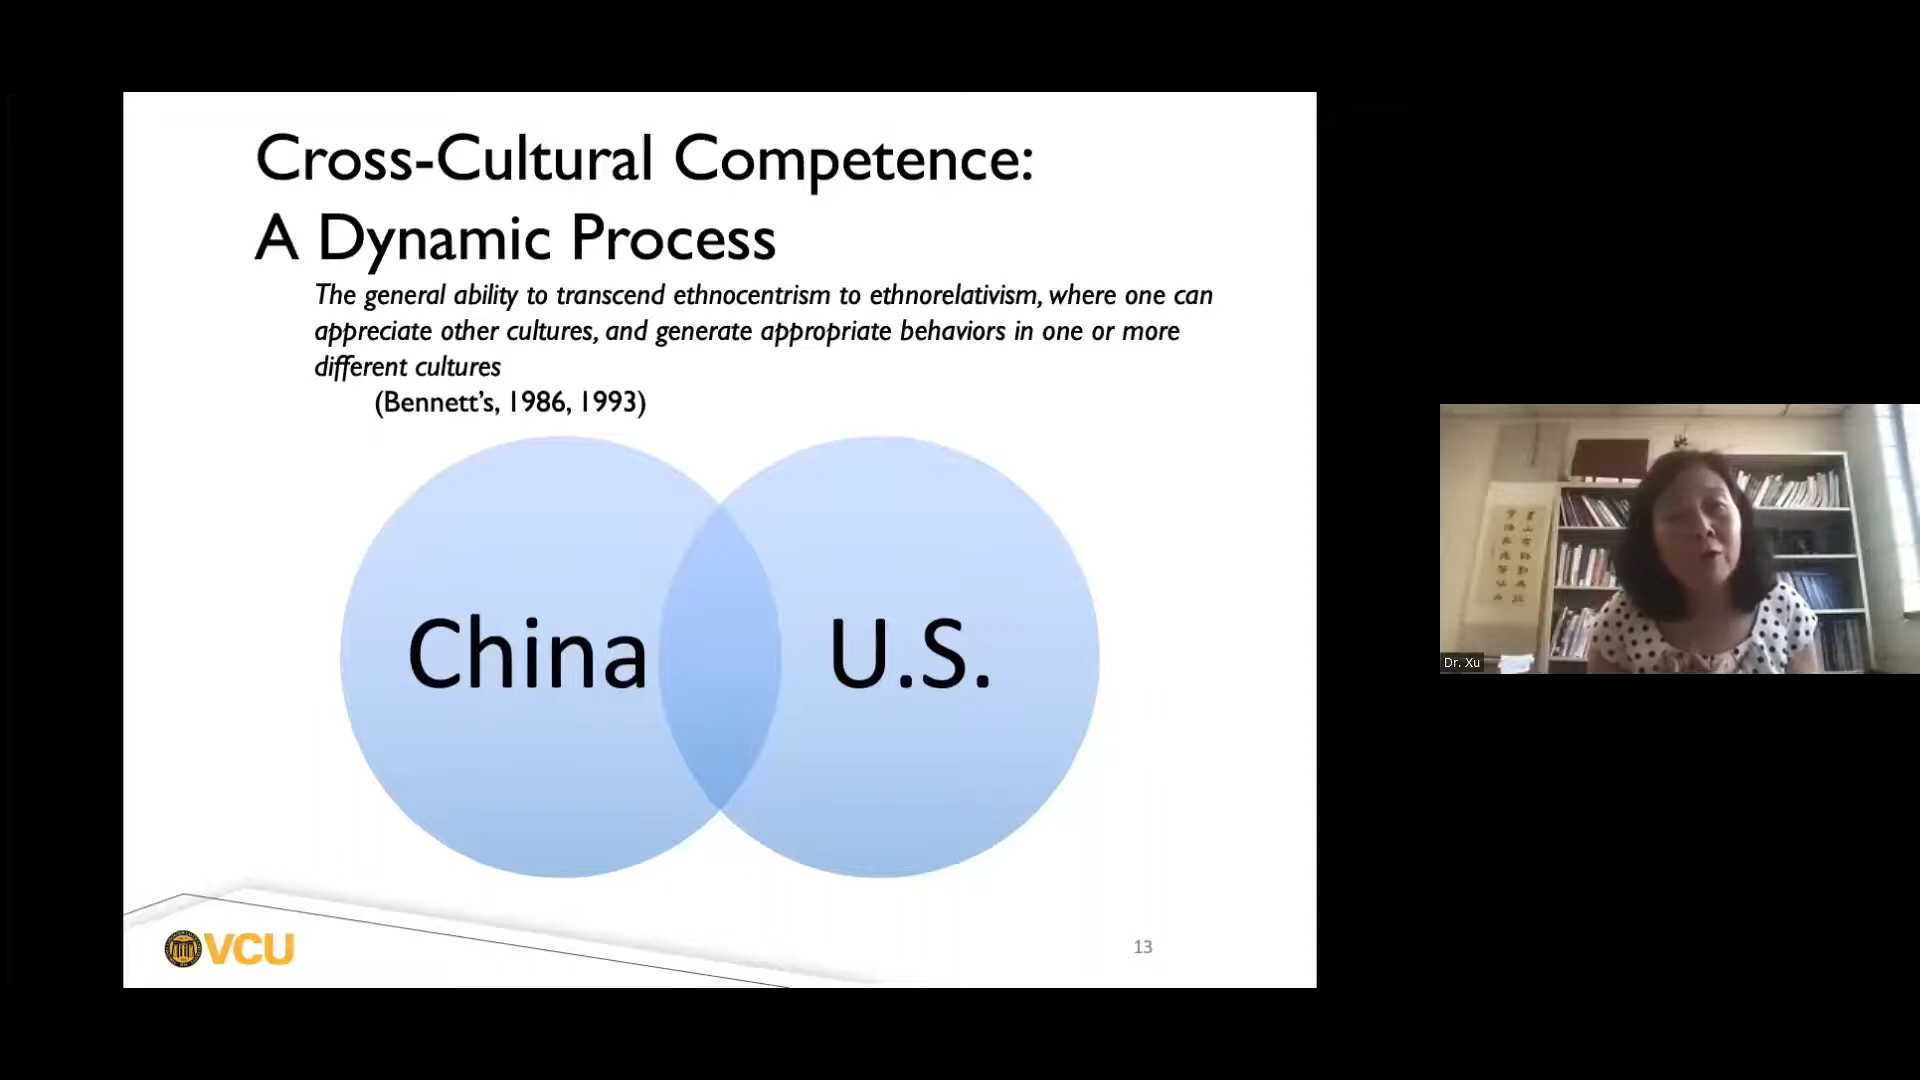 Cross-Cultural Competence:
A Dynamic Process
The general ability to transcend ethnocentrism to ethnorelativism, where one can
appreciate other cultures, and generate appropriate behaviors in one or more
different cultures
(Bennett’s, 1986, 1993)
China
U.S.
VCU
13
Dr. Xu